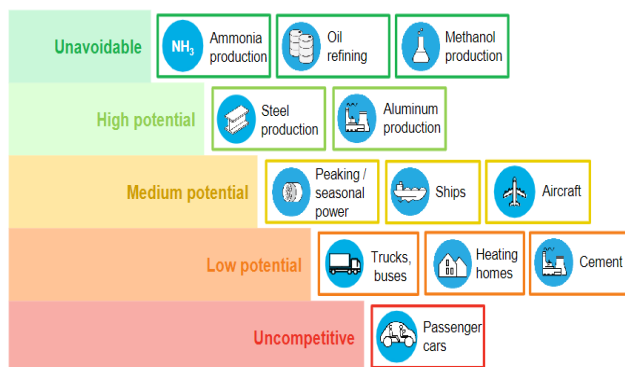 Unavoidable
NH₃
Ammonia
production
Oil
refining
Methanol
production
High potential
Steel
production
Aluminum
production
Medium potential
Peaking /
seasonal
power
Ships
Aircraft
Low potential
Trucks,
buses
Heating
homes
Cement
Uncompetitive
Passenger
cars